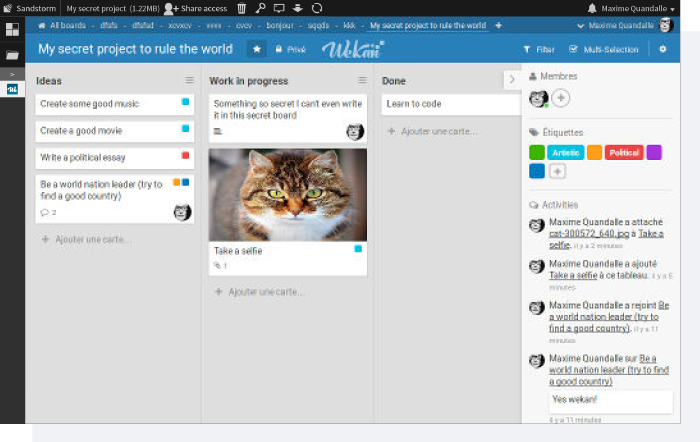 Sandstorm
My secret project (1.22MB)
Share access
Maxime Quandalle
All boards - dfsfs - dfsfsd - xcvxcv - vvvv - cvcv - bonjour - sqqds - kkk - My secret project to rule the world
Maxime Quandalle
My secret project to rule the world
Privé
Wekan
Filter
Multi-Selection
Ideas
Create some good music
Create a good movie
Write a political essay
Be a world nation leader (try to
find a good country)
2
Ajouter une carte...
Work in progress
Something so secret I can't even write
it in this secret board
Take a selfie
1
Ajouter une carte...
Done
Learn to code
Ajouter une carte...
Membres
Étiquettes
Artistic
Political
Activities
Maxime Quandalle a attaché
cat-300572_640.jpg à Take a
selfie. il y a 2 minutes
Maxime Quandalle a ajouté
Take a selfie à ce tableau. il y a 5
minutes
Maxime Quandalle a rejoint Be
a world nation leader (try to
find a good country). il y a 11
minutes
Maxime Quandalle sur Be a
world nation leader (try to find
a good country)
Yes wekan!
il y a 11 minutes